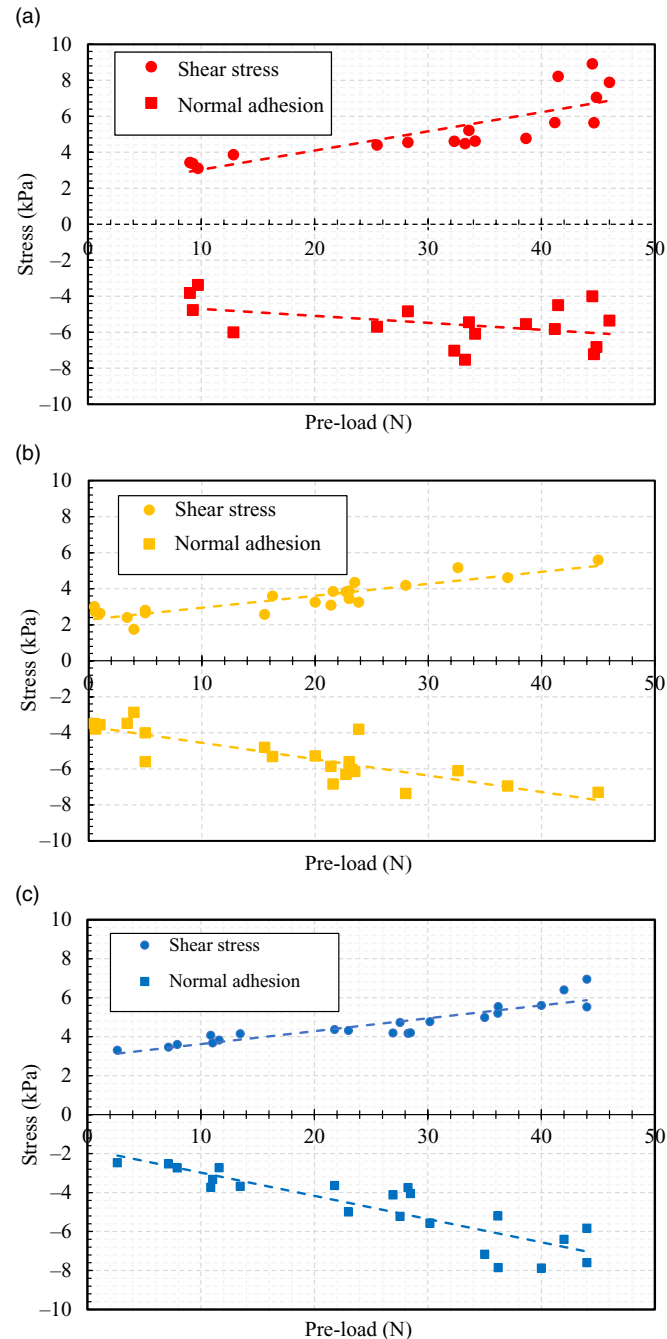 (a)
10
8
6
4
2
0
−2
−4
−6
−8
−10
Stress (kPa)
Shear stress
Normal adhesion
0 10 20 30 40 50
Pre-load (N)
(b)
10
8
6
4
2
0
−2
−4
−6
−8
−10
Stress (kPa)
Shear stress
Normal adhesion
0 10 20 30 40 50
Pre-load (N)
(c)
10
8
6
4
2
0
−2
−4
−6
−8
−10
Stress (kPa)
Shear stress
Normal adhesion
0 10 20 30 40 50
Pre-load (N)